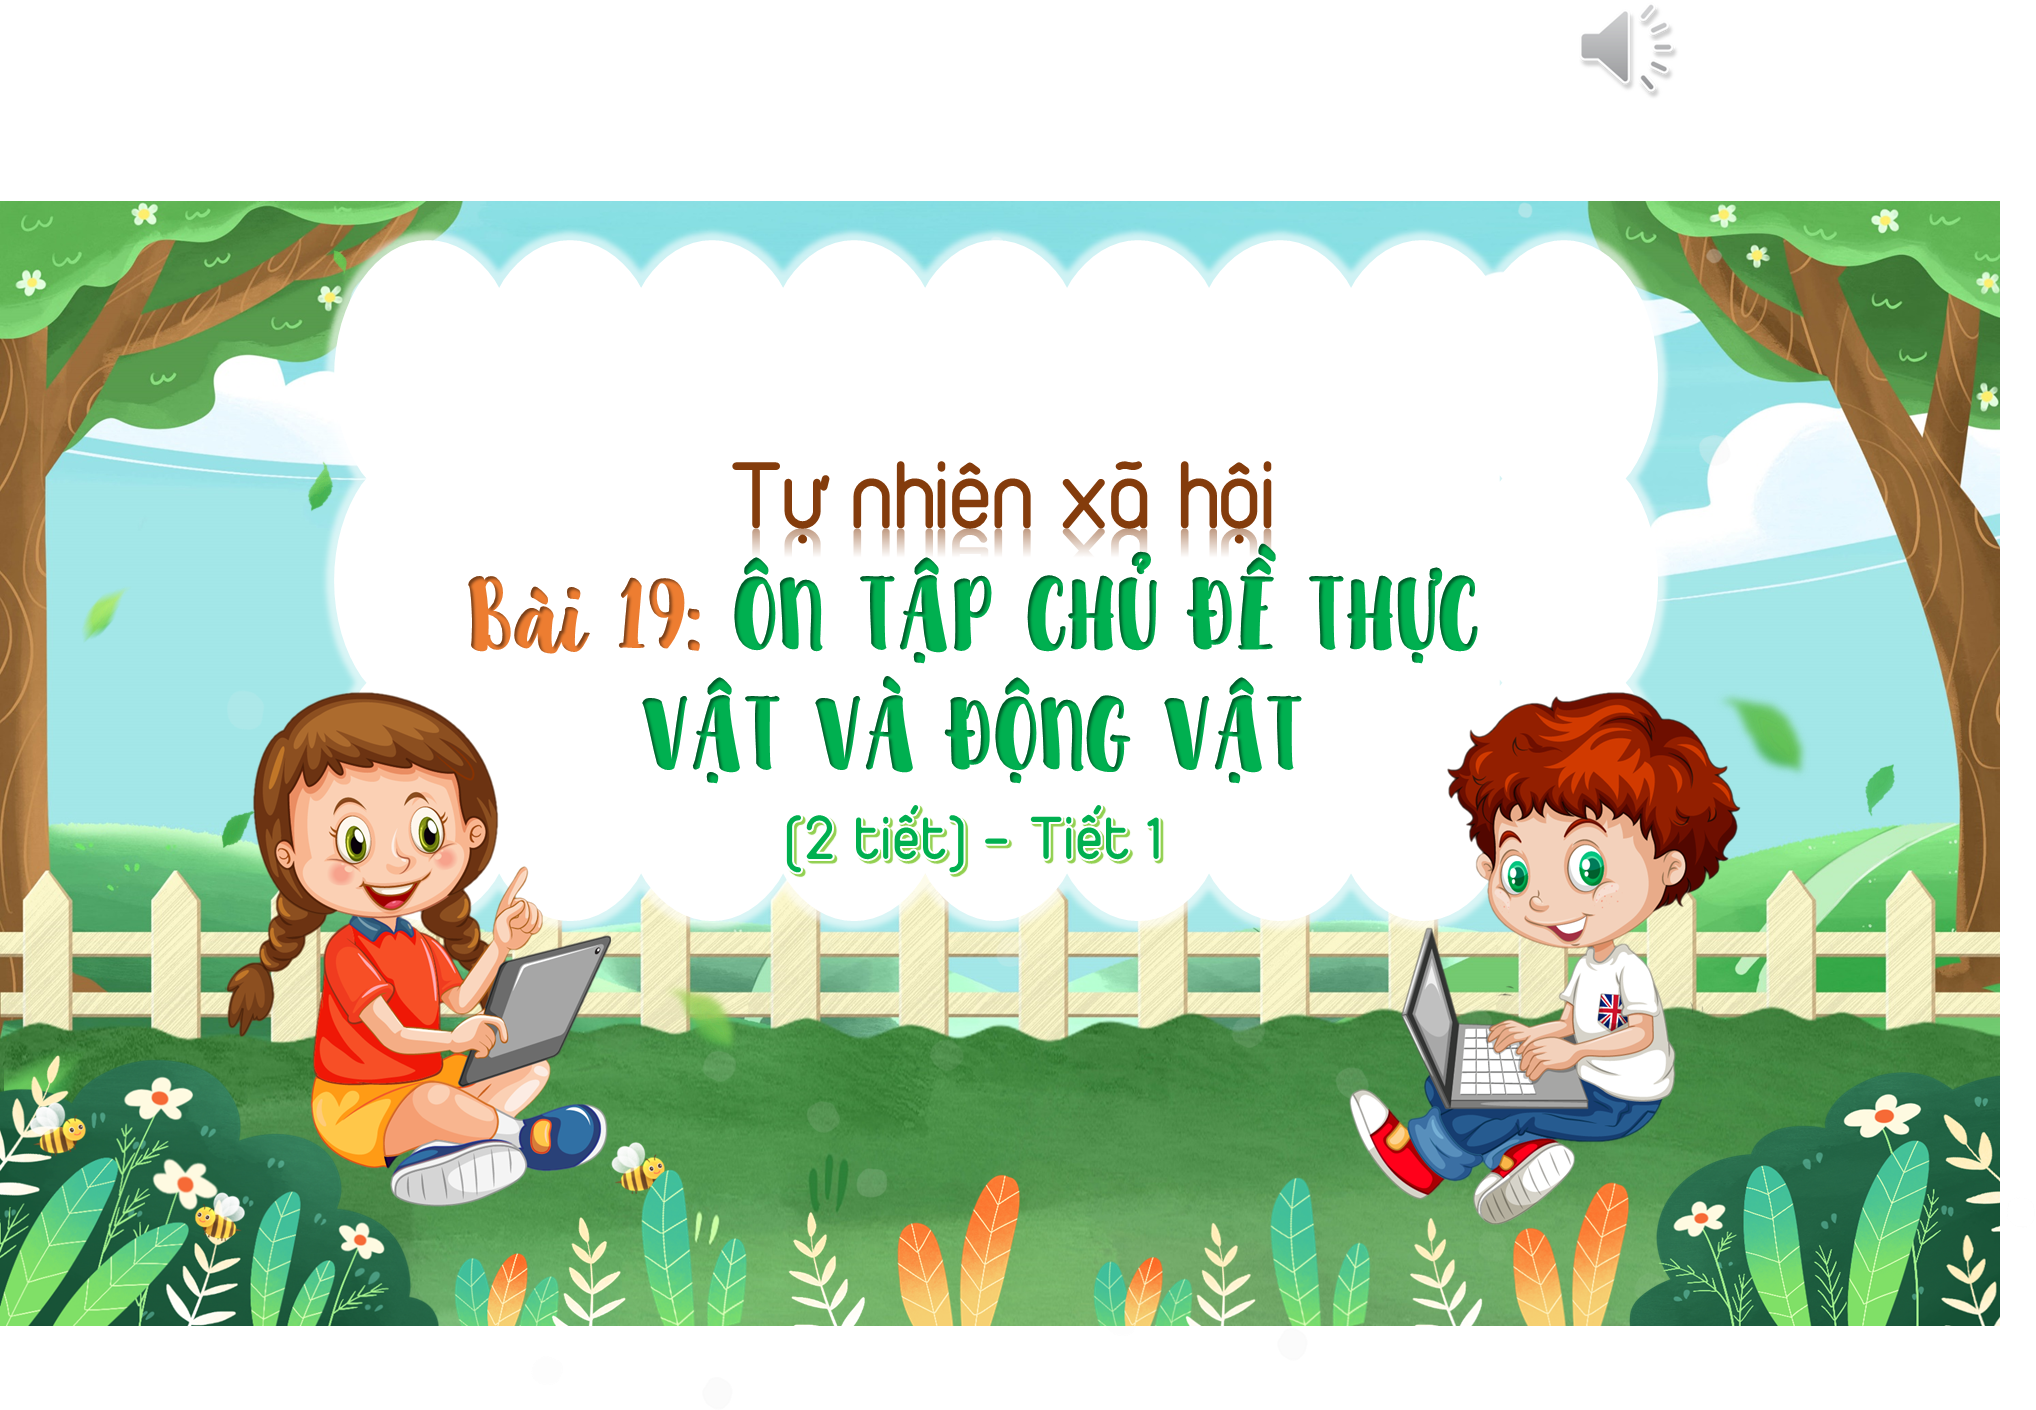 Tự nhiên xã hội
Bài 19: ÔN TẬP CHỦ ĐỀ THỰC
VẬT VÀ ĐỘNG VẬT
(2 tiết) – Tiết 1